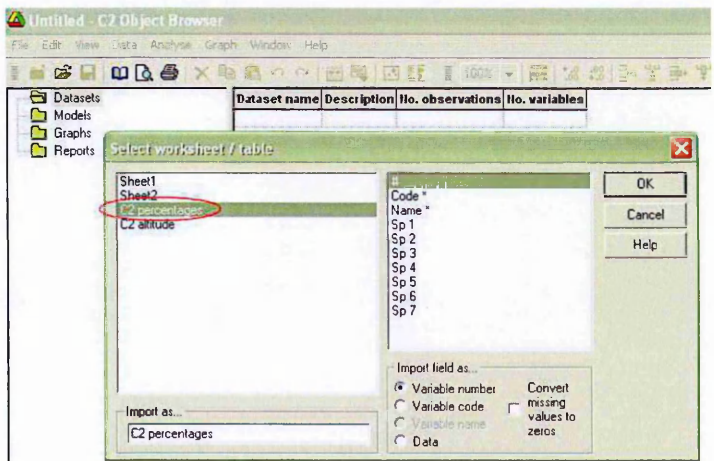 Untitled - C2 Object Browser
File Edit View Data Analyse Graph Window Help
100%
Datasets
Models
Graphs
Reports
Dataset name Description No. observations No. variables
Select worksheet / table
Sheet1
Sheet2
C2 percentages
C2 altitude
#
Code *
Name *
Sp 1
Sp 2
Sp 3
Sp 4
Sp 5
Sp 6
Sp 7
OK
Cancel
Help
Import field as...
Variable number
Variable code
Variable name
Data
Convert
missing
values to
zeros
Import as...
C2 percentages